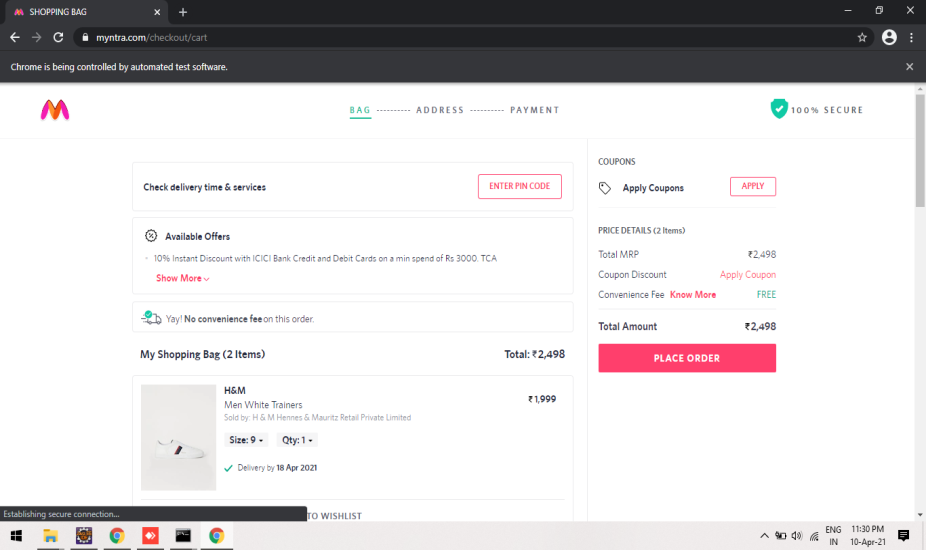 SHOPPING BAG
myntra.com/checkout/cart
Chrome is being controlled by automated test software.
BAG ---------- ADDRESS ---------- PAYMENT
100% SECURE
Check delivery time & services
ENTER PIN CODE
Available Offers
10% Instant Discount with ICICI Bank Credit and Debit Cards on a min spend of Rs 3000. TCA
Show More
Yay! No convenience fee on this order.
My Shopping Bag (2 Items)
Total: ₹2,498
H&M
₹1,999
Men White Trainers
Sold by: H & M Hennes & Mauritz Retail Private Limited
Size: 9
Qty: 1
Delivery by 18 Apr 2021
TO WISHLIST
COUPONS
Apply Coupons
APPLY
PRICE DETAILS (2 Items)
Total MRP
₹2,498
Coupon Discount
Apply Coupon
Convenience Fee Know More
FREE
Total Amount
₹2,498
PLACE ORDER
Establishing secure connection...
ENG
IN
11:30 PM
10-Apr-21